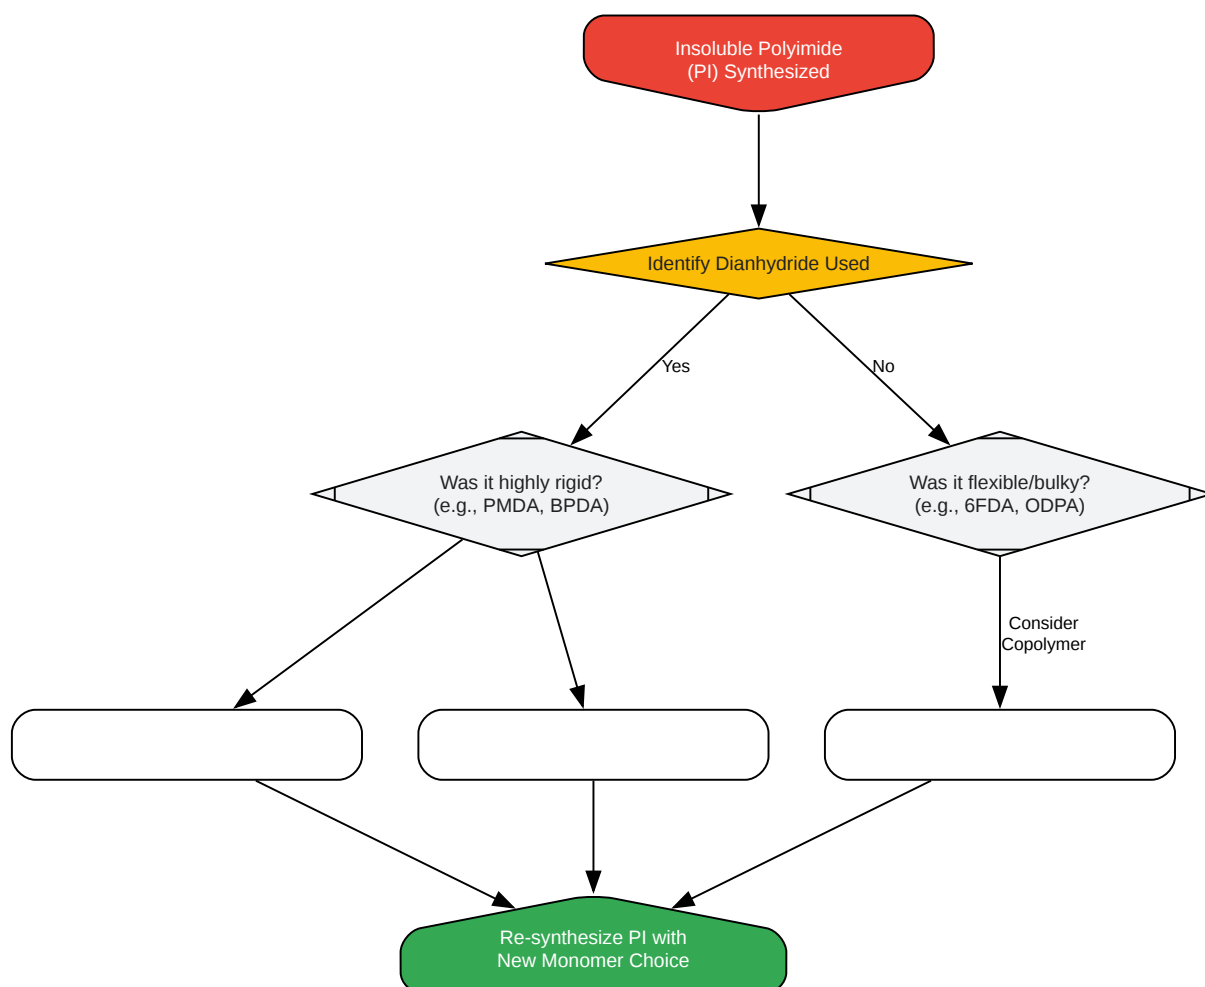 Insoluble Polyimide
(PI) Synthesized
Identify Dianhydride Used
Yes
No
Was it highly rigid?
(e.g., PMDA, BPDA)
Was it flexible/bulky?
(e.g., 6FDA, ODPA)
Consider
Copolymer
Re-synthesize PI with
New Monomer Choice